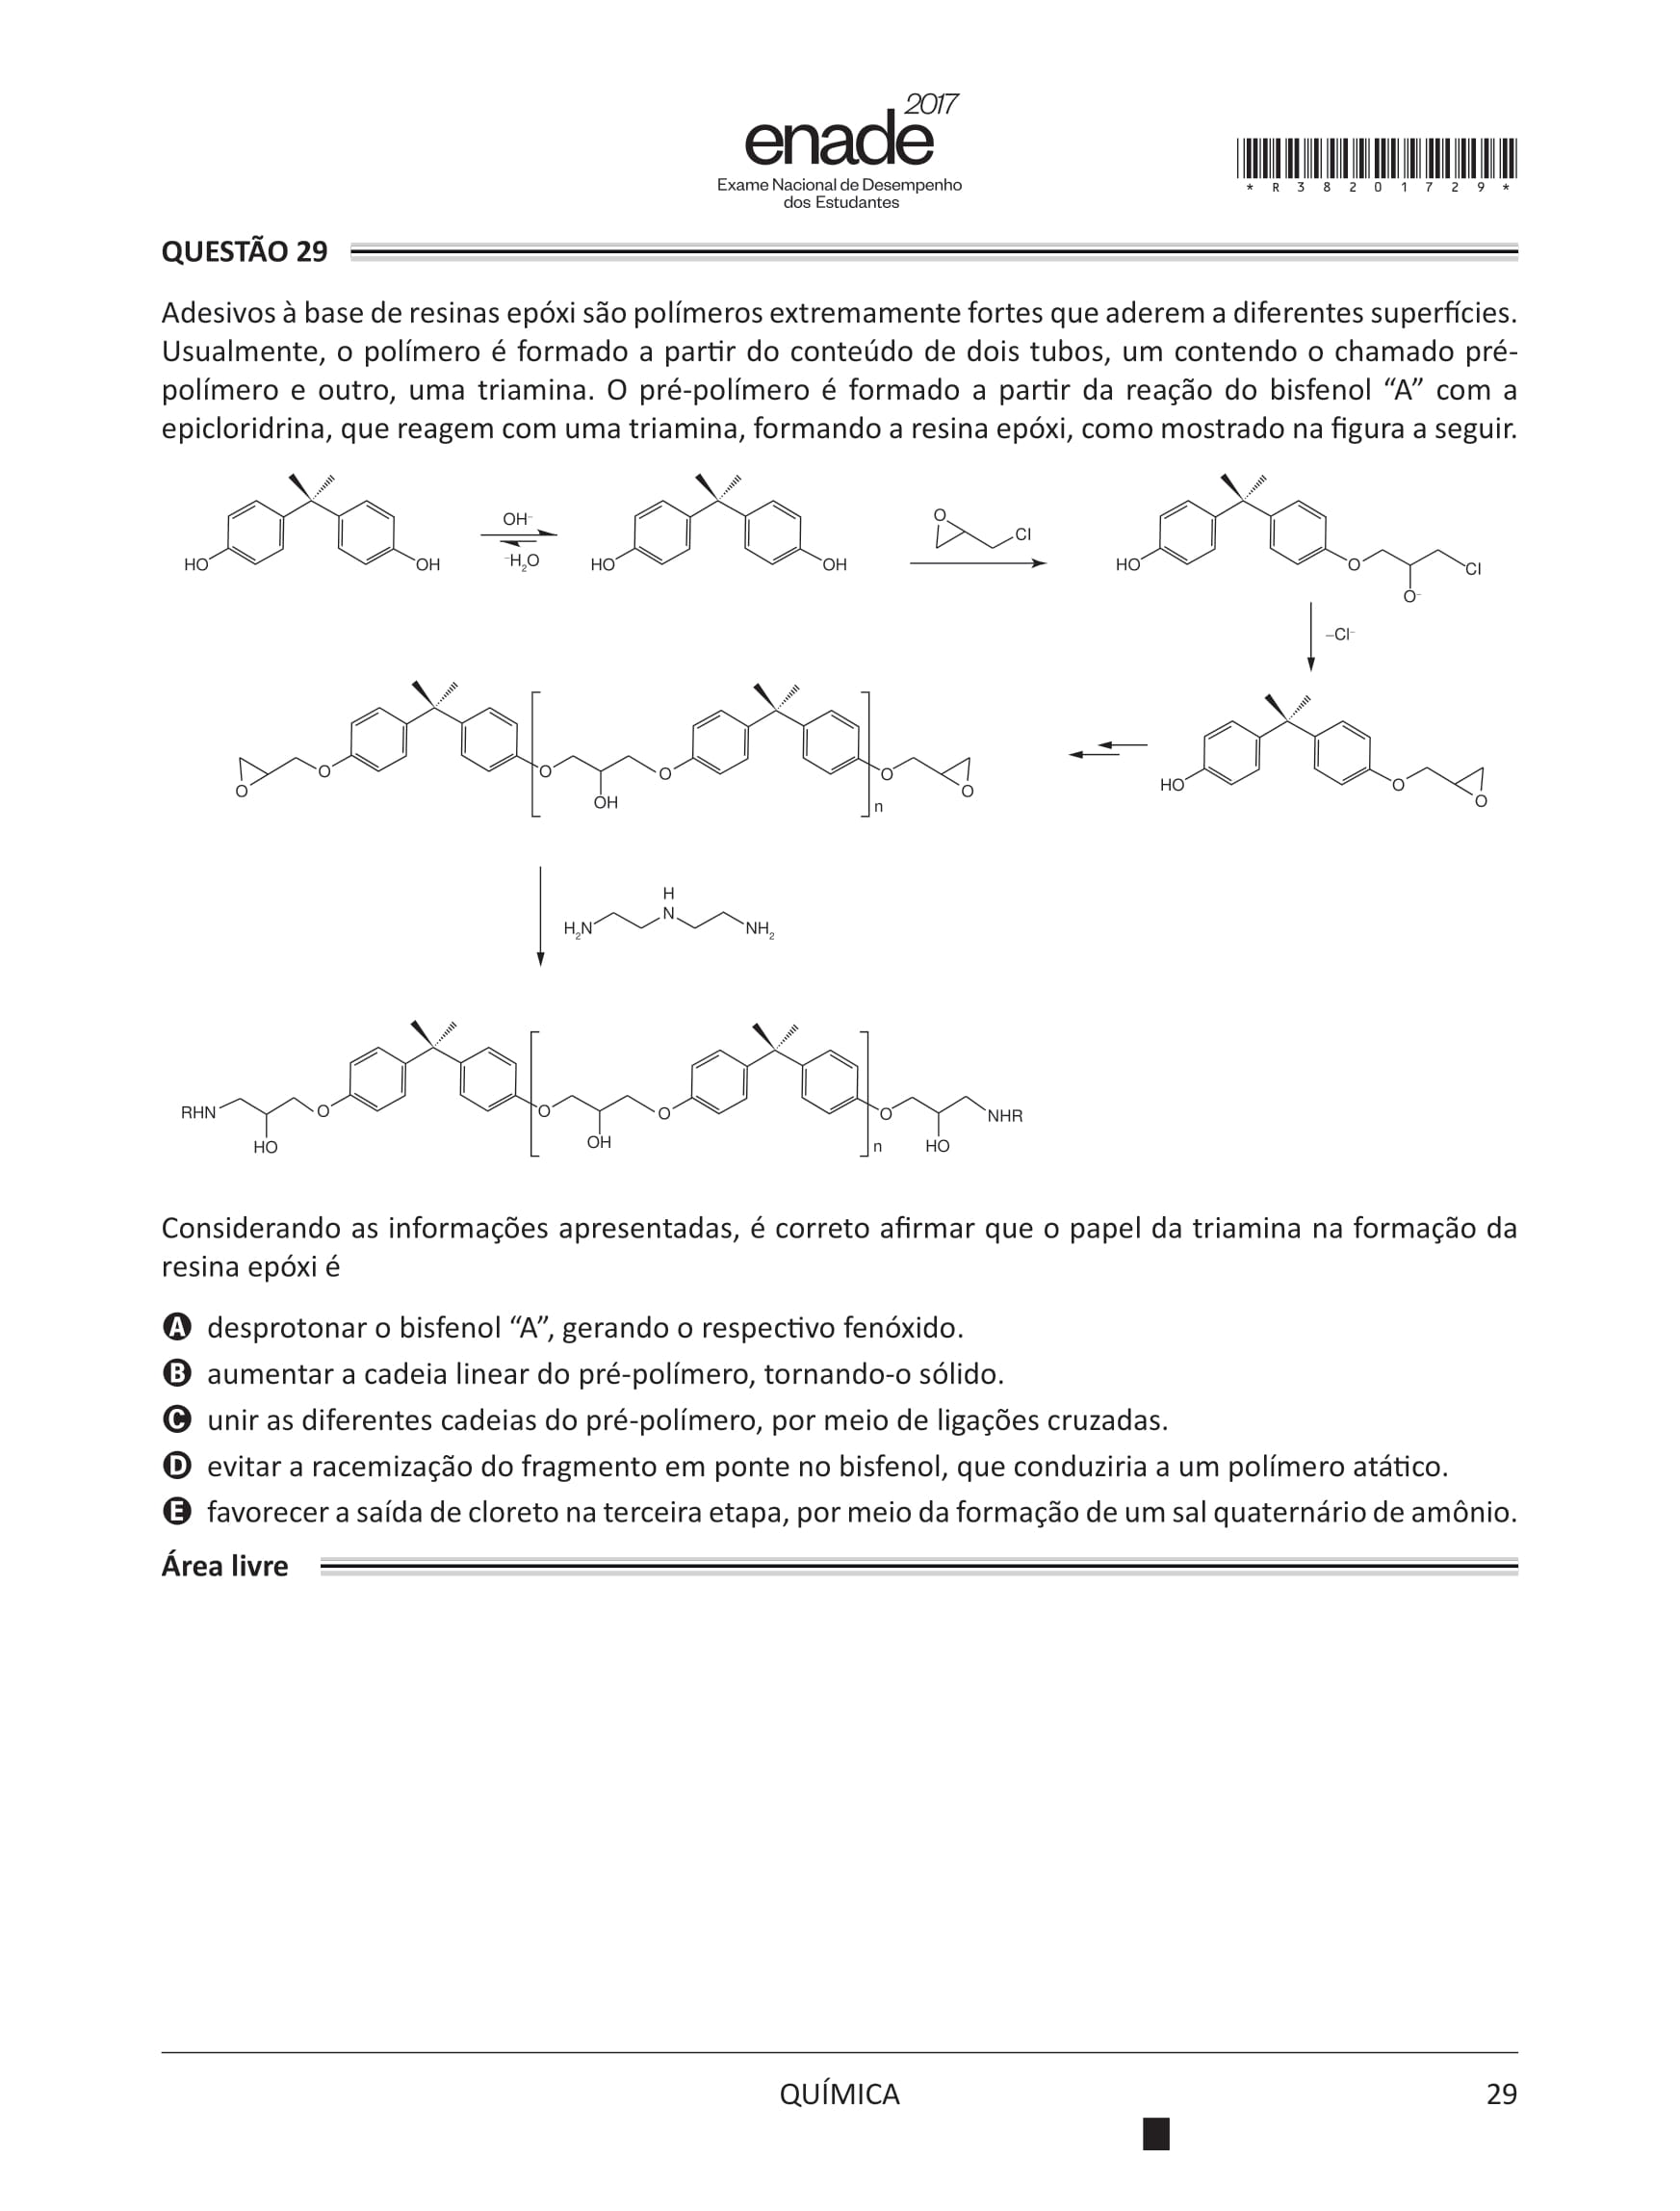 2017
enade
Exame Nacional de Desempenho
dos Estudantes
* R 3 8 2 0 1 7 2 9 *
QUESTÃO 29
Adesivos à base de resinas epóxi são polímeros extremamente fortes que aderem a diferentes superfícies.
Usualmente, o polímero é formado a partir do conteúdo de dois tubos, um contendo o chamado pré-
polímero e outro, uma triamina. O pré-polímero é formado a partir da reação do bisfenol “A” com a
epicloridrina, que reagem com uma triamina, formando a resina epóxi, como mostrado na figura a seguir.
HO OH OH⁻ ⁻H₂O HO OH O Cl HO O O⁻ Cl
–Cl⁻
O O O OH O n O O HO O O
H₂N H N NH₂
RHN HO O O OH O n O HO NHR
Considerando as informações apresentadas, é correto afirmar que o papel da triamina na formação da
resina epóxi é
A desprotonar o bisfenol “A”, gerando o respectivo fenóxido.
B aumentar a cadeia linear do pré-polímero, tornando-o sólido.
C unir as diferentes cadeias do pré-polímero, por meio de ligações cruzadas.
D evitar a racemização do fragmento em ponte no bisfenol, que conduziria a um polímero atático.
E favorecer a saída de cloreto na terceira etapa, por meio da formação de um sal quaternário de amônio.
Área livre
QUÍMICA
29